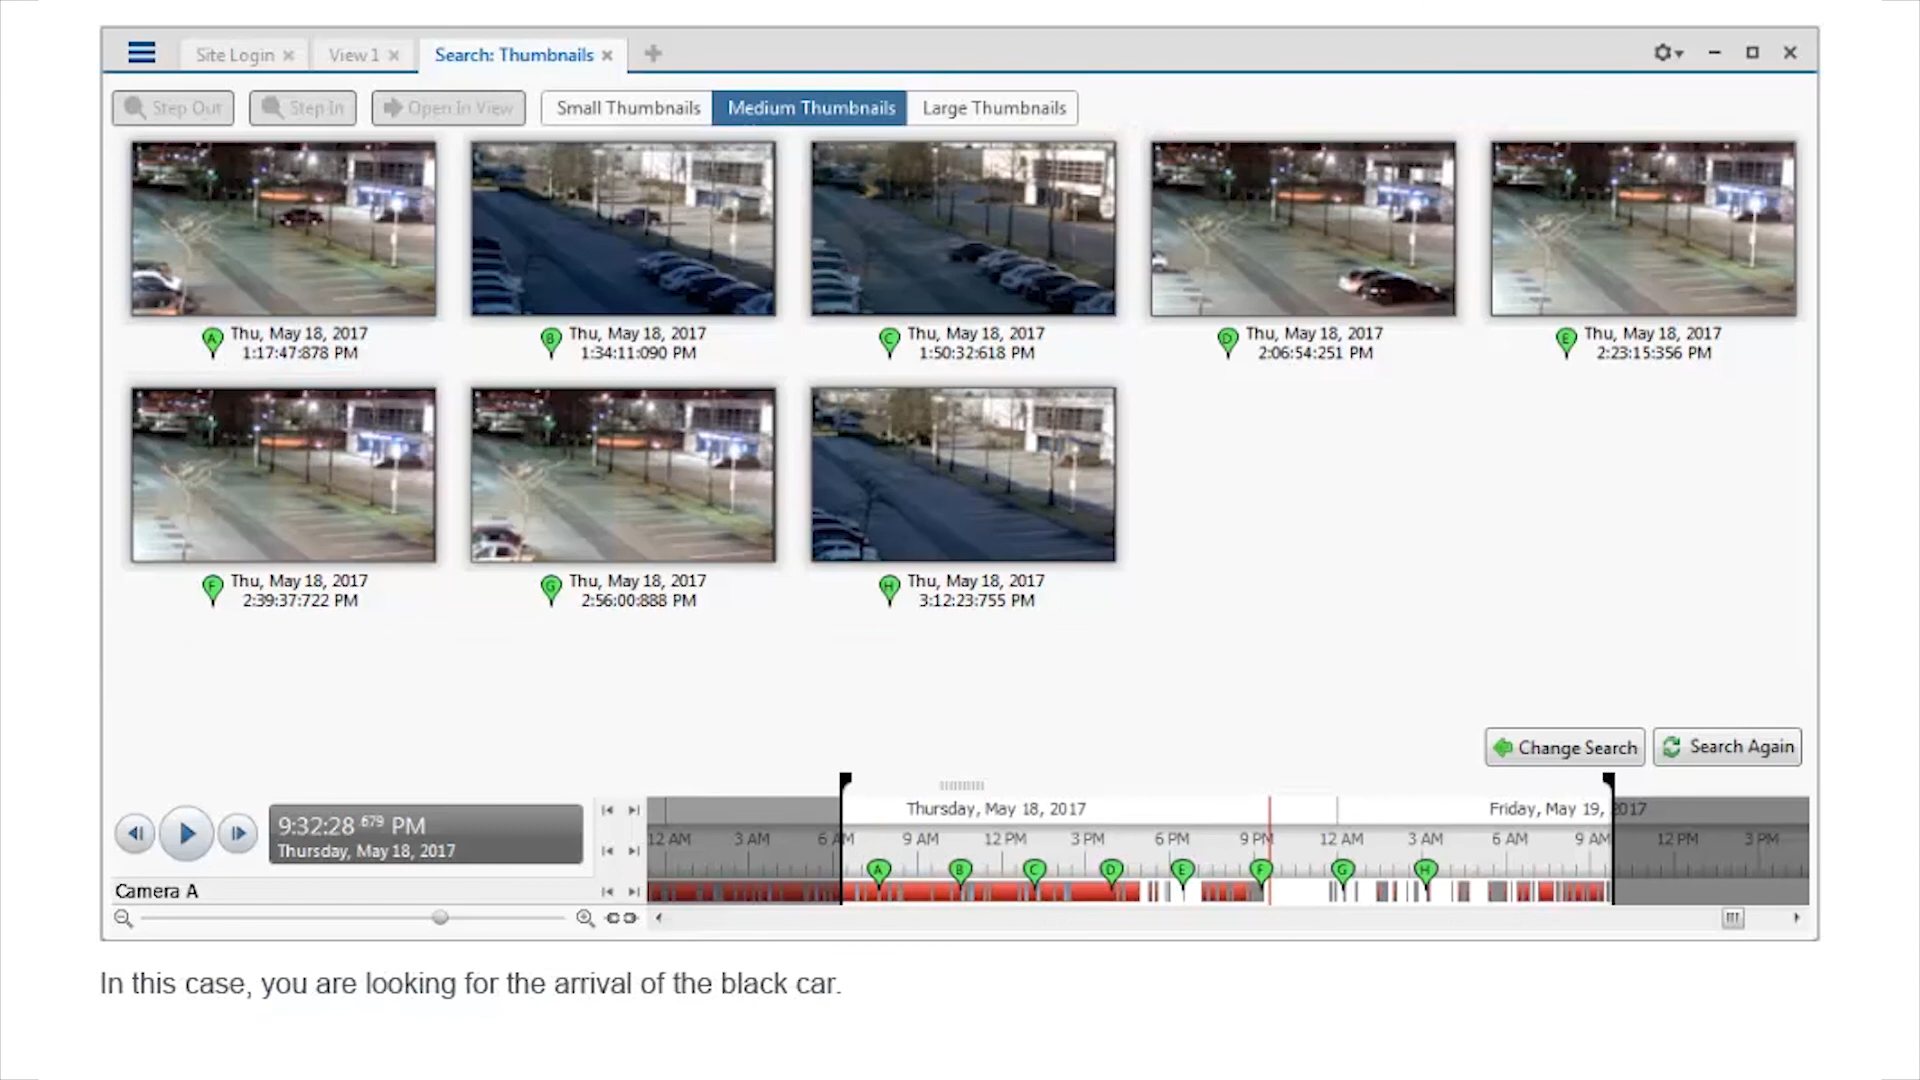 Site Login
View 1
Search: Thumbnails
Step Out
Step In
Open In View
Small Thumbnails
Medium Thumbnails
Large Thumbnails
A
Thu, May 18, 2017
1:17:47:878 PM
B
Thu, May 18, 2017
1:34:11:090 PM
C
Thu, May 18, 2017
1:50:32:618 PM
D
Thu, May 18, 2017
2:06:54:251 PM
E
Thu, May 18, 2017
2:23:15:356 PM
F
Thu, May 18, 2017
2:39:37:722 PM
G
Thu, May 18, 2017
2:56:00:888 PM
H
Thu, May 18, 2017
3:12:23:755 PM
Change Search
Search Again
9:32:28 679 PM
Thursday, May 18, 2017
Thursday, May 18, 2017
Friday, May 19, 2017
12 AM 3 AM 6 AM 9 AM 12 PM 3 PM 6 PM 9 PM 12 AM 3 AM 6 AM 9 AM 12 PM 3 PM
A B C D E F G H
Camera A
In this case, you are looking for the arrival of the black car.